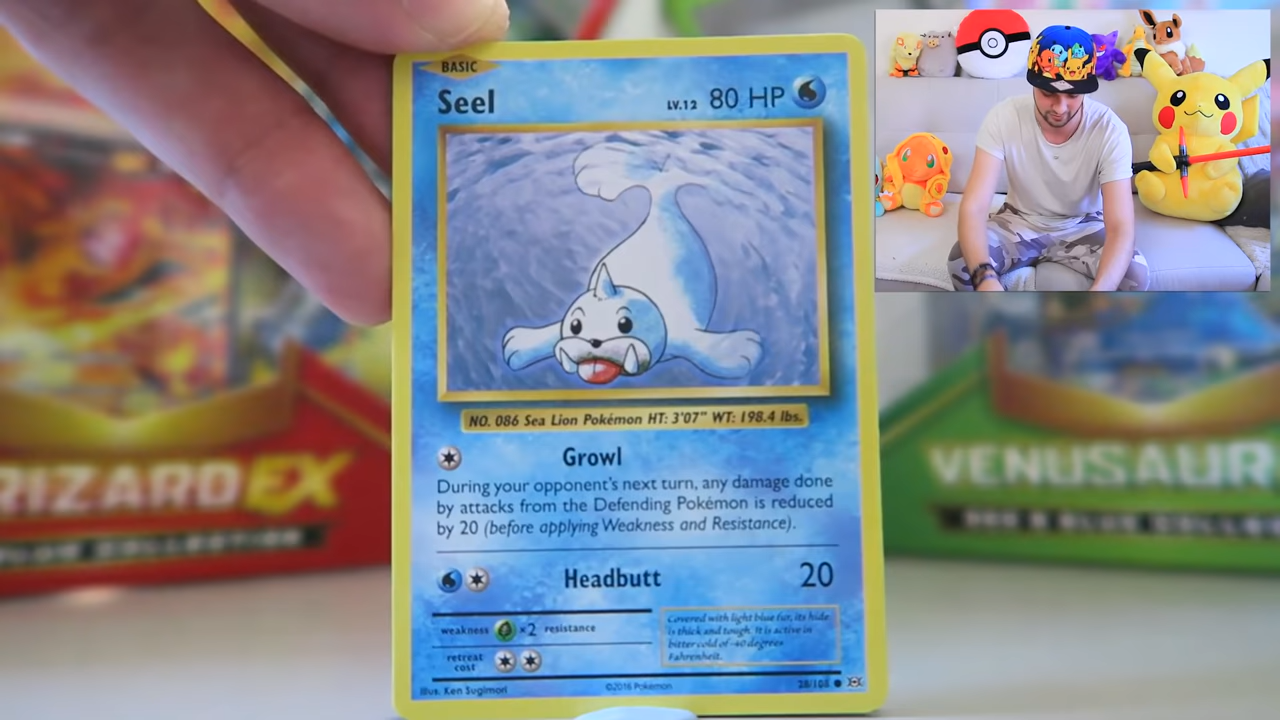 BASIC
Seel LV.12 80 HP
NO. 086 Sea Lion Pokémon HT: 3'07" WT: 198.4 lbs.
Growl
During your opponent's next turn, any damage done
by attacks from the Defending Pokémon is reduced
by 20 (before applying Weakness and Resistance).
Headbutt 20
weakness ×2 resistance
retreat
cost
Covered with light blue fur, its hide
is thick and tough. It is active in
bitter cold of -40 degrees
Fahrenheit.
Illus. Ken Sugimori ©2016 Pokémon 28/108
RIZARD EX
COLLECTION
VENUSAUR